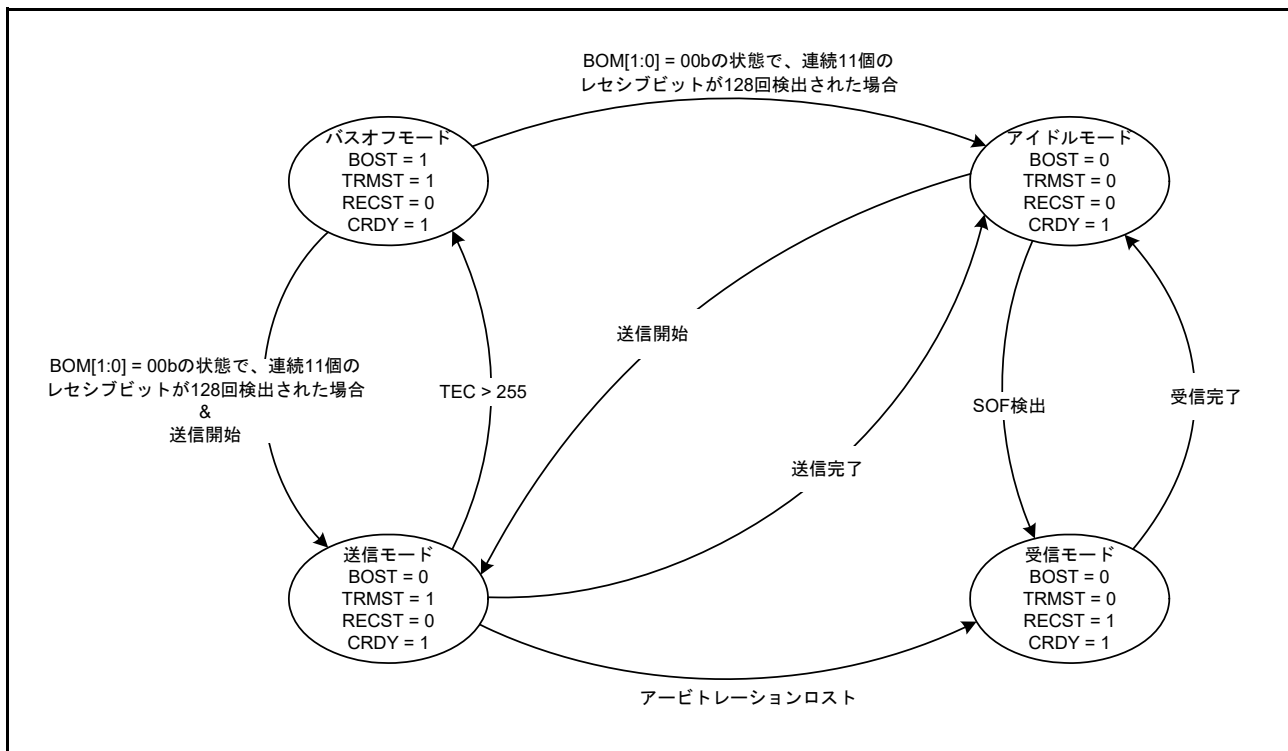 BOM[1:0] = 00bの状態で、連続11個の
レセシブビットが128回検出された場合
バスオフモード
BOST = 1
TRMST = 1
RECST = 0
CRDY = 1
アイドルモード
BOST = 0
TRMST = 0
RECST = 0
CRDY = 1
送信開始
BOM[1:0] = 00bの状態で、連続11個の
レセシブビットが128回検出された場合
&
送信開始
TEC > 255
SOF検出
受信完了
送信完了
送信モード
BOST = 0
TRMST = 1
RECST = 0
CRDY = 1
受信モード
BOST = 0
TRMST = 0
RECST = 1
CRDY = 1
アービトレーションロスト